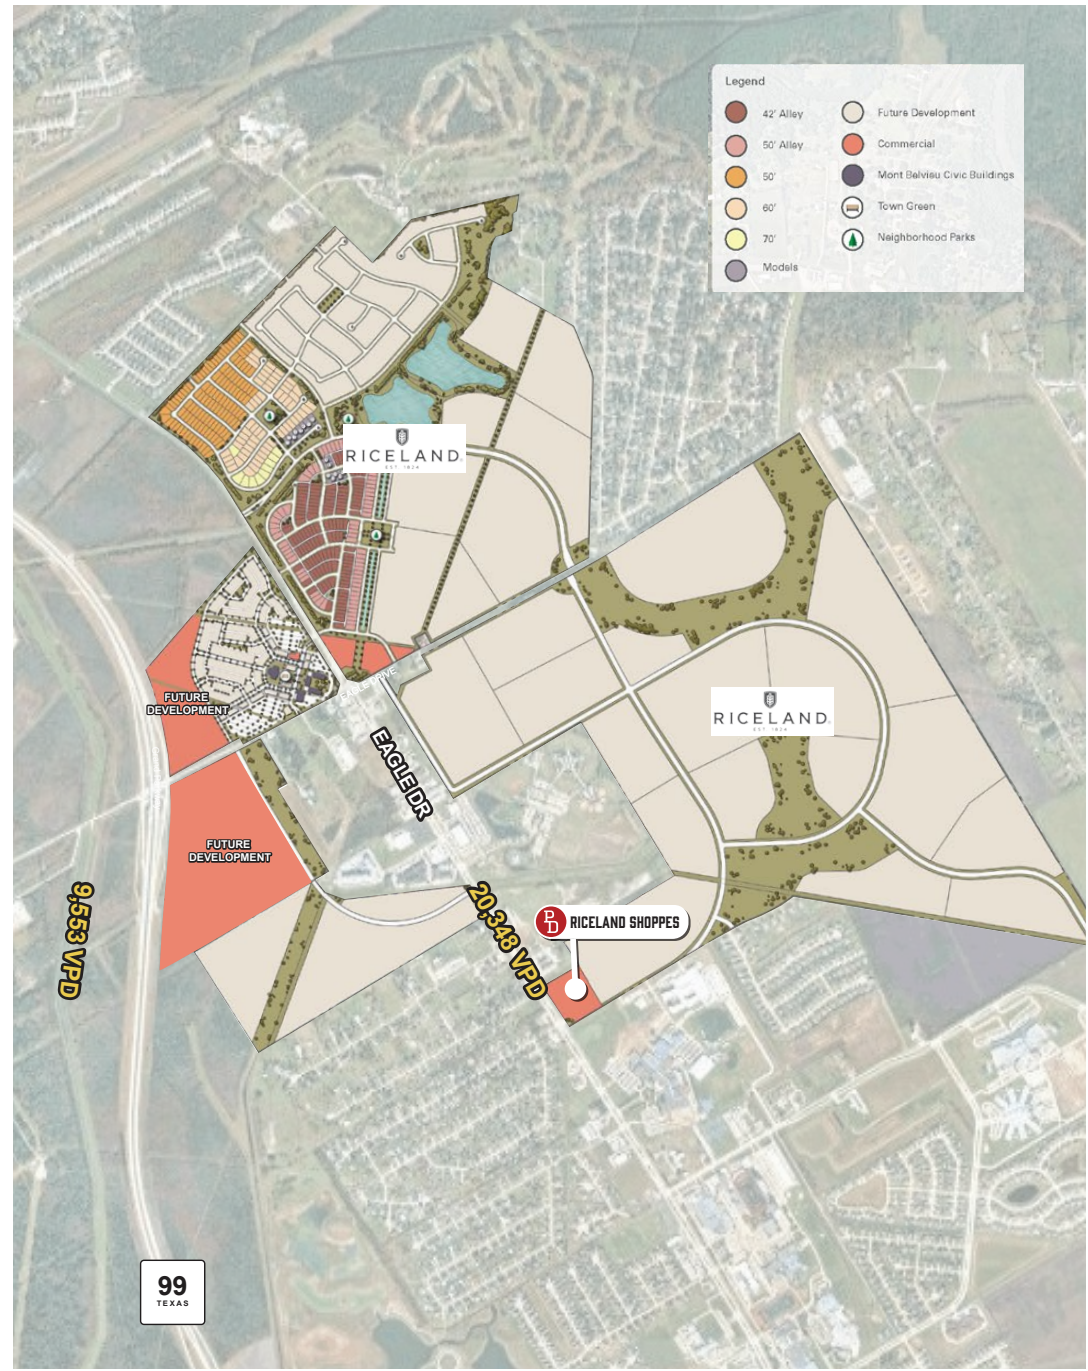 Legend
42' Alley
50' Alley
50'
60'
70'
Models
Future Development
Commercial
Mont Belvieu Civic Buildings
Town Green
Neighborhood Parks
RICELAND
EST. 1824
FUTURE
DEVELOPMENT
EAGLE DRIVE
RICELAND
EST. 1824
EAGLE DR
FUTURE
DEVELOPMENT
9,553 VPD
20,348 VPD
PD RICELAND SHOPPES
99
TEXAS